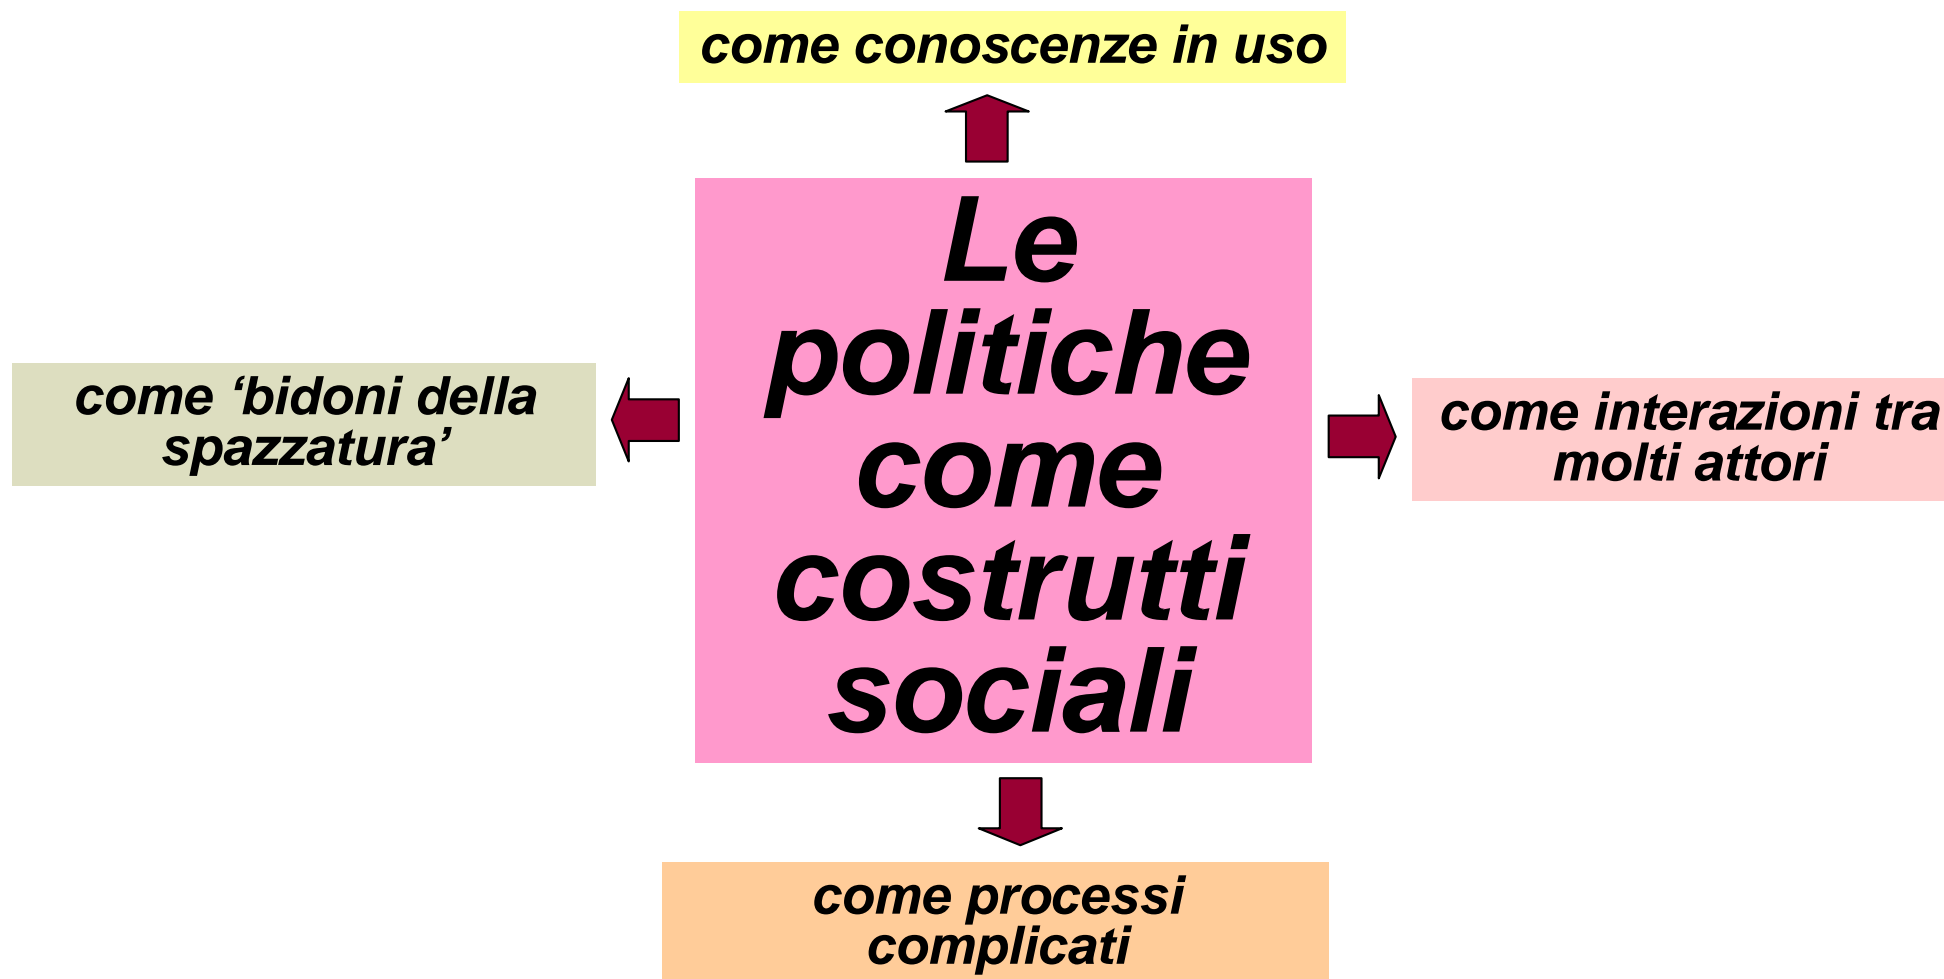 come conoscenze in uso
Le
politiche
come
costrutti
sociali
come ‘bidoni della
spazzatura’
come interazioni tra
molti attori
come processi
complicati